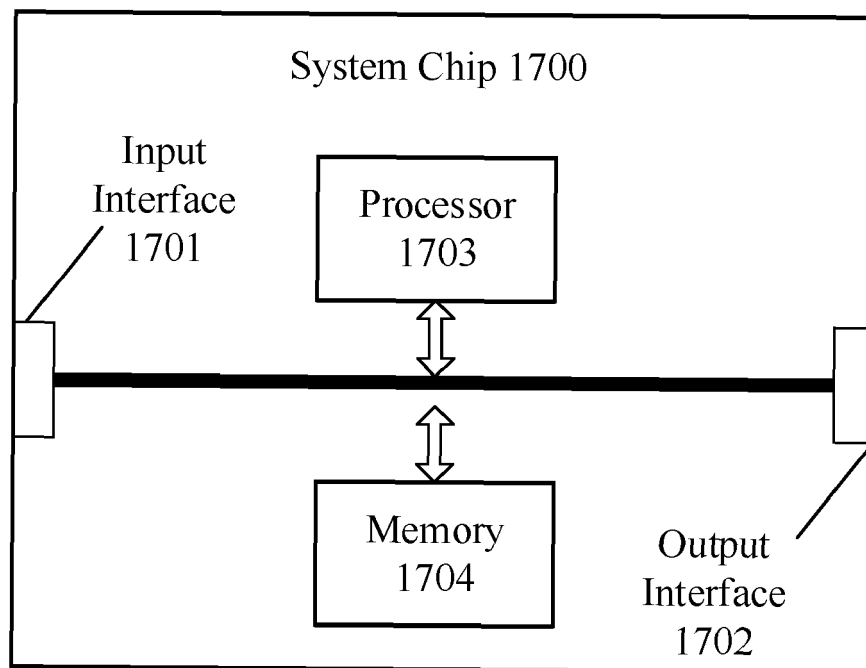 System Chip 1700
Input
Interface
1701
Processor
1703
Memory
1704
Output
Interface
1702